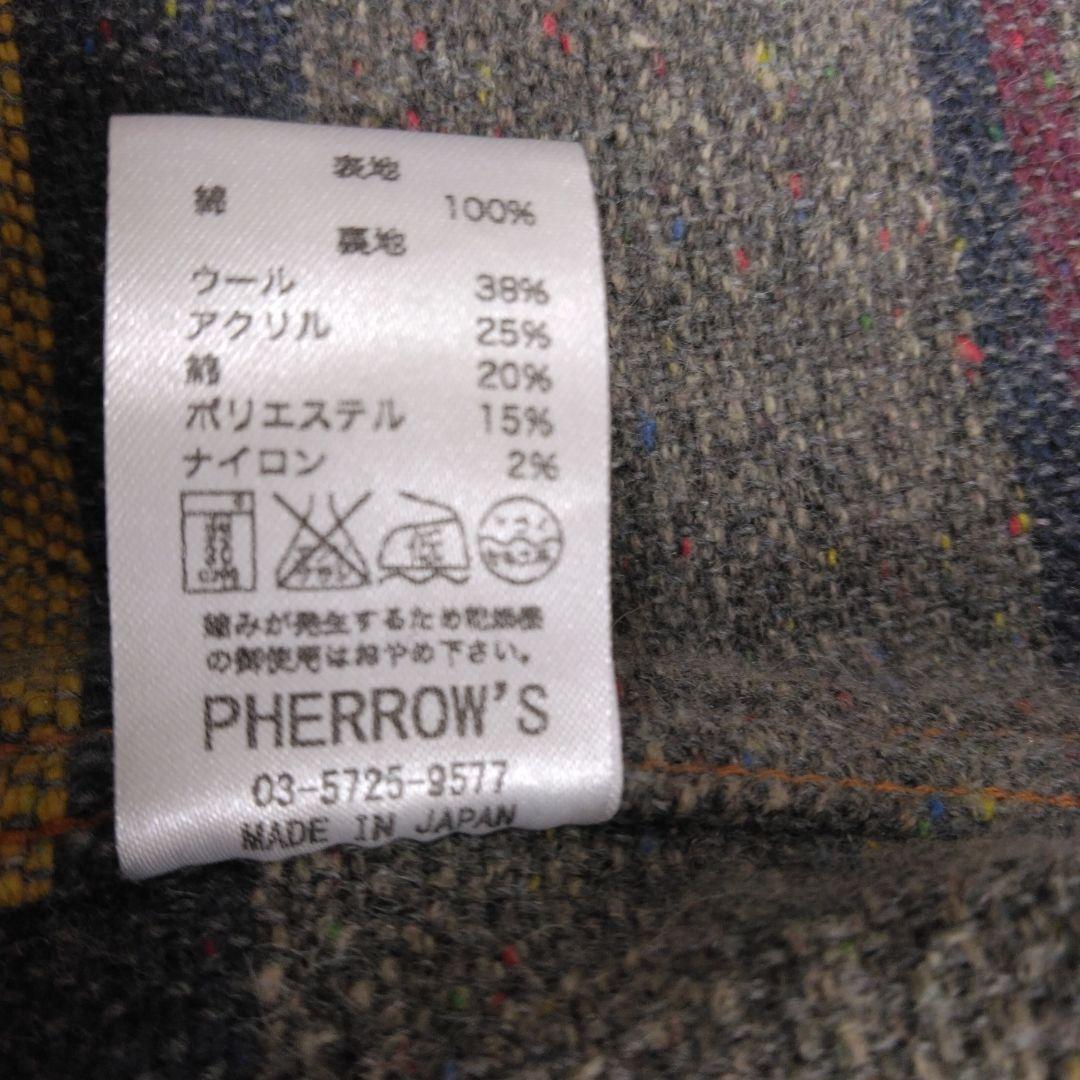 表地
綿 100%
裏地
ウール 38%
アクリル 25%
綿 20%
ポリエステル 15%
ナイロン 2%
低
縮みが発生するため乾燥機
の御使用はおやめ下さい。
PHERROW'S
03-5725-9577
MADE IN JAPAN